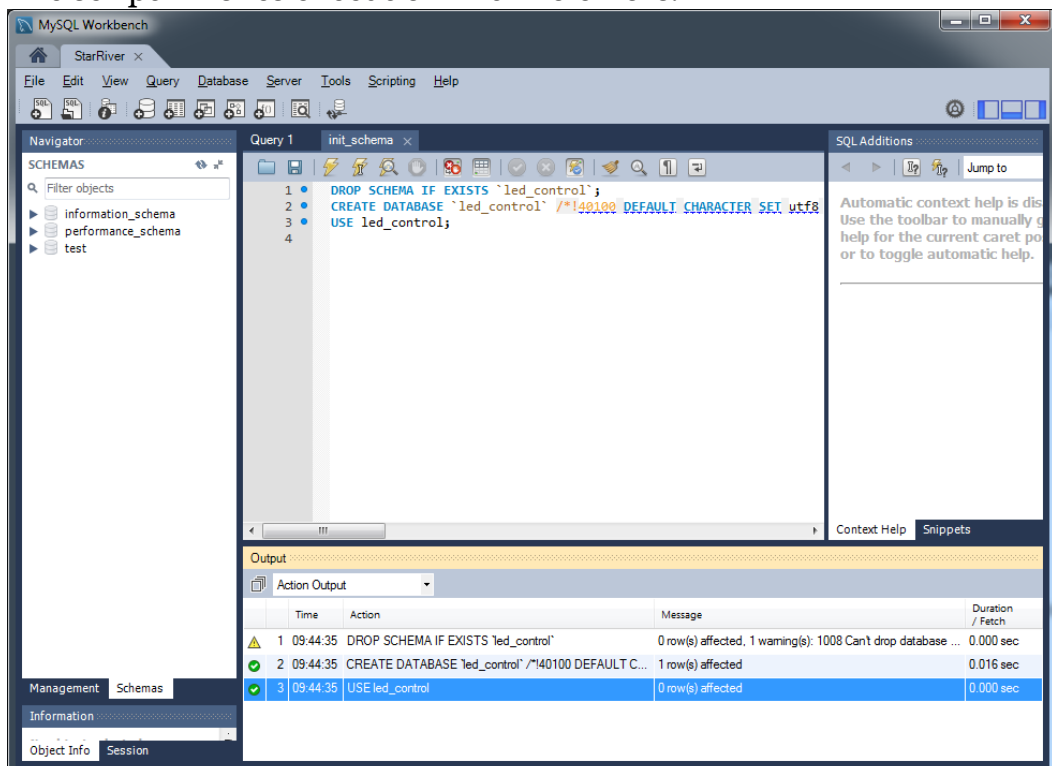 MySQL Workbench
StarRiver
File Edit View Query Database Server Tools Scripting Help
Navigator
SCHEMAS
Filter objects
information_schema
performance_schema
test
Management Schemas
Information
Object Info Session
Query 1 init_schema
1 DROP SCHEMA IF EXISTS `led_control`;
2 CREATE DATABASE `led_control` /*!40100 DEFAULT CHARACTER SET utf8
3 USE led_control;
4
SQL Additions
Jump to
Automatic context help is dis
Use the toolbar to manually g
help for the current caret po
or to toggle automatic help.
Context Help Snippets
Output
Action Output
Time Action Message Duration / Fetch
1 09:44:35 DROP SCHEMA IF EXISTS `led_control` 0 row(s) affected, 1 warning(s): 1008 Can't drop database ... 0.000 sec
2 09:44:35 CREATE DATABASE `led_control` /*!40100 DEFAULT C... 1 row(s) affected 0.016 sec
3 09:44:35 USE led_control 0 row(s) affected 0.000 sec